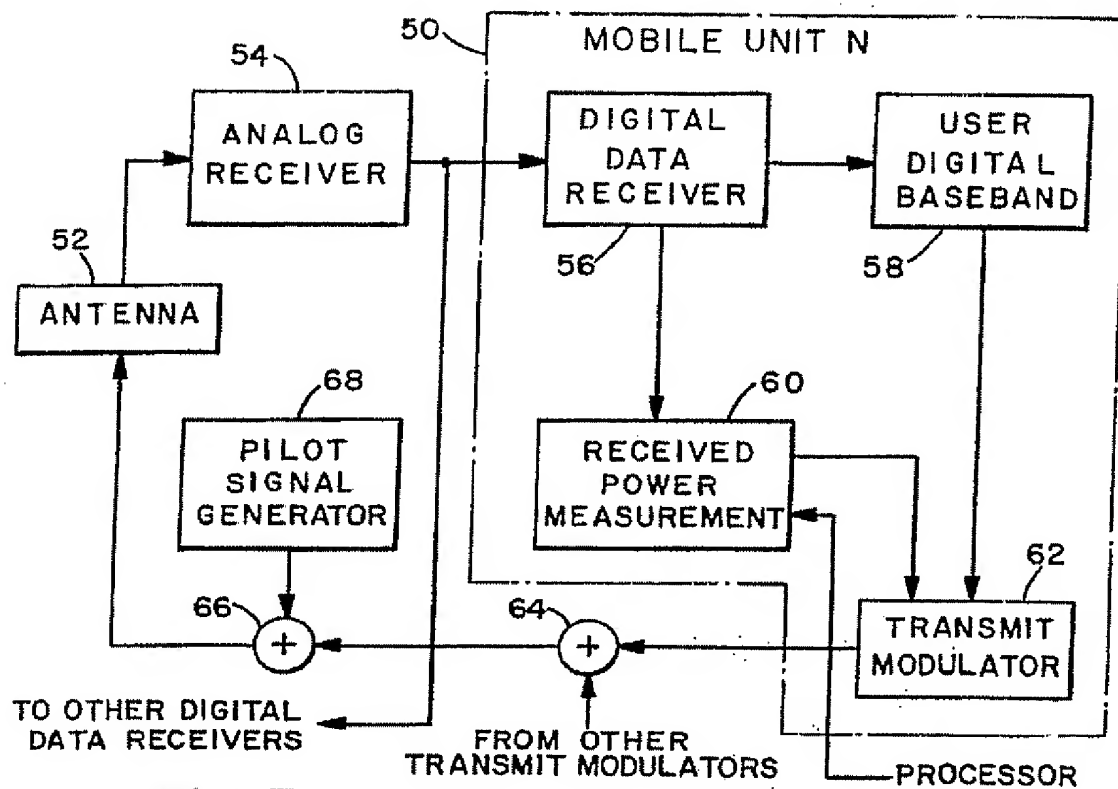 50
MOBILE UNIT N
54
ANALOG
RECEIVER
DIGITAL
DATA
RECEIVER
USER
DIGITAL
BASEBAND
52
56
58
ANTENNA
68
60
PILOT
SIGNAL
GENERATOR
RECEIVED
POWER
MEASUREMENT
62
66
+
64
+
TRANSMIT
MODULATOR
TO OTHER DIGITAL
DATA RECEIVERS
FROM OTHER
TRANSMIT MODULATORS
PROCESSOR